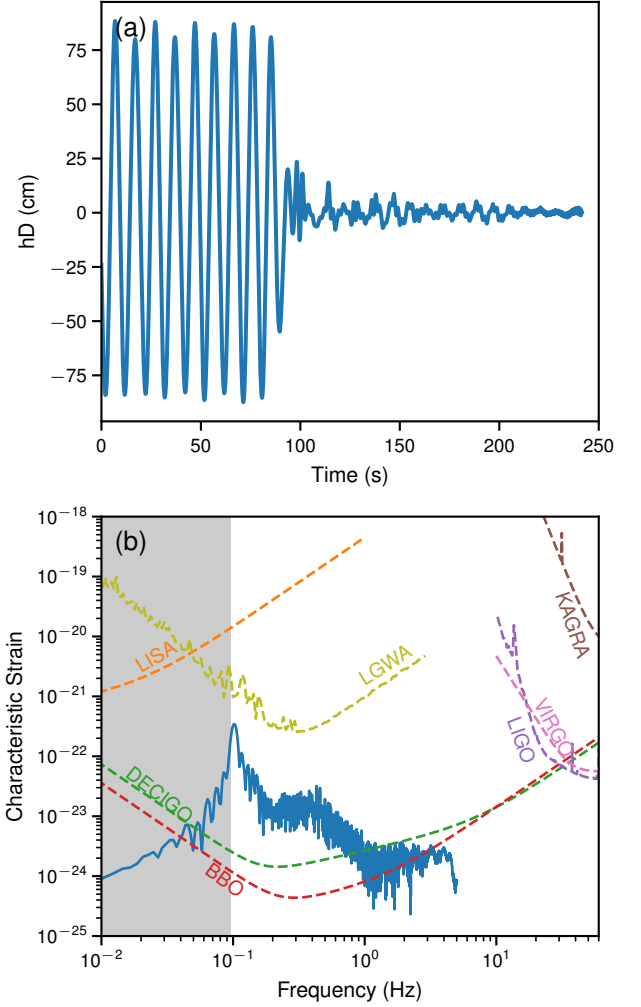 (a)
75
50
25
0
−25
−50
−75
hD (cm)
0 50 100 150 200 250
Time (s)
(b)
10⁻¹⁸
10⁻¹⁹
10⁻²⁰
10⁻²¹
10⁻²²
10⁻²³
10⁻²⁴
10⁻²⁵
Characteristic Strain
LISA
LGWA
KAGRA
VIRGO
LIGO
DECIGO
BBO
10⁻² 10⁻¹ 10⁰ 10¹
Frequency (Hz)